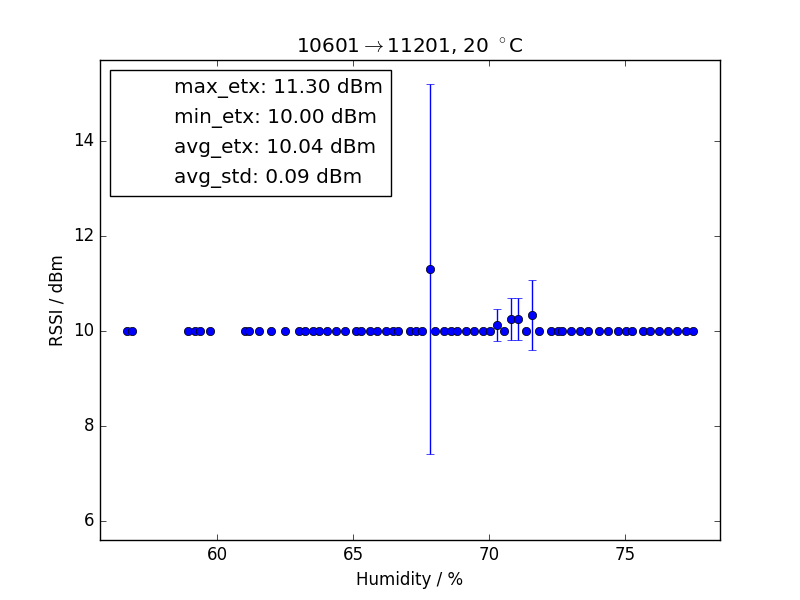 10601→11201, 20 °C
max_etx: 11.30 dBm
min_etx: 10.00 dBm
avg_etx: 10.04 dBm
avg_std: 0.09 dBm
14
12
10
8
6
RSSI / dBm
60 65 70 75
Humidity / %